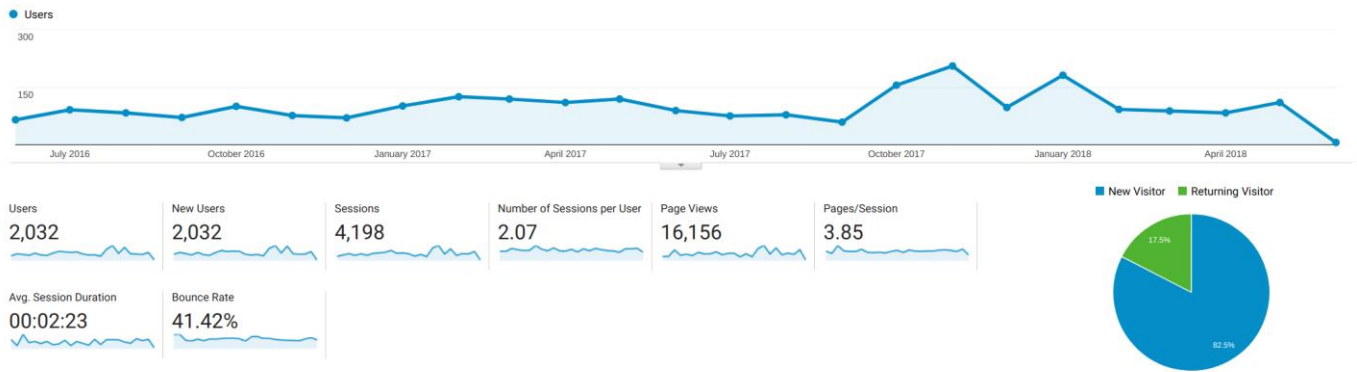 Users
300
150
July 2016 October 2016 January 2017 April 2017 July 2017 October 2017 January 2018 April 2018
New Visitor Returning Visitor
Users New Users Sessions Number of Sessions per User Page Views Pages/Session
2,032 2,032 4,198 2.07 16,156 3.85
17.5%
Avg. Session Duration Bounce Rate
00:02:23 41.42%
82.5%